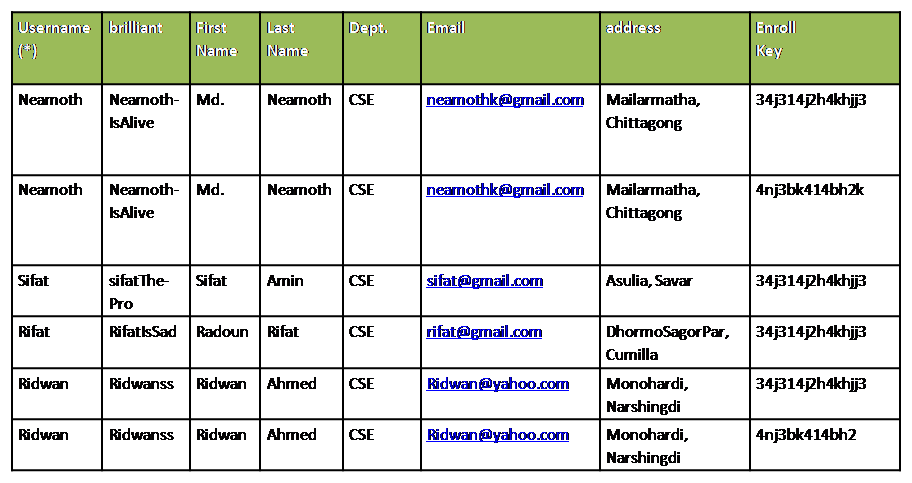 Username brilliant First Last Dept. Email address Enroll
(*) Name Name Key
Neamoth Neamoth- Md. Neamoth CSE neamothk@gmail.com Mailarmatha, 34j314j2h4khjj3
IsAlive Chittagong
Neamoth Neamoth- Md. Neamoth CSE neamothk@gmail.com Mailarmatha, 4nj3bk414bh2k
IsAlive Chittagong
Sifat sifatThe- Sifat Amin CSE sifat@gmail.com Asulia, Savar 34j314j2h4khjj3
Pro
Rifat RifatIsSad Radoun Rifat CSE rifat@gmail.com DhormoSagorPar, 34j314j2h4khjj3
Cumilla
Ridwan Ridwanss Ridwan Ahmed CSE Ridwan@yahoo.com Monohardi, 34j314j2h4khjj3
Narshingdi
Ridwan Ridwanss Ridwan Ahmed CSE Ridwan@yahoo.com Monohardi, 4nj3bk414bh2
Narshingdi